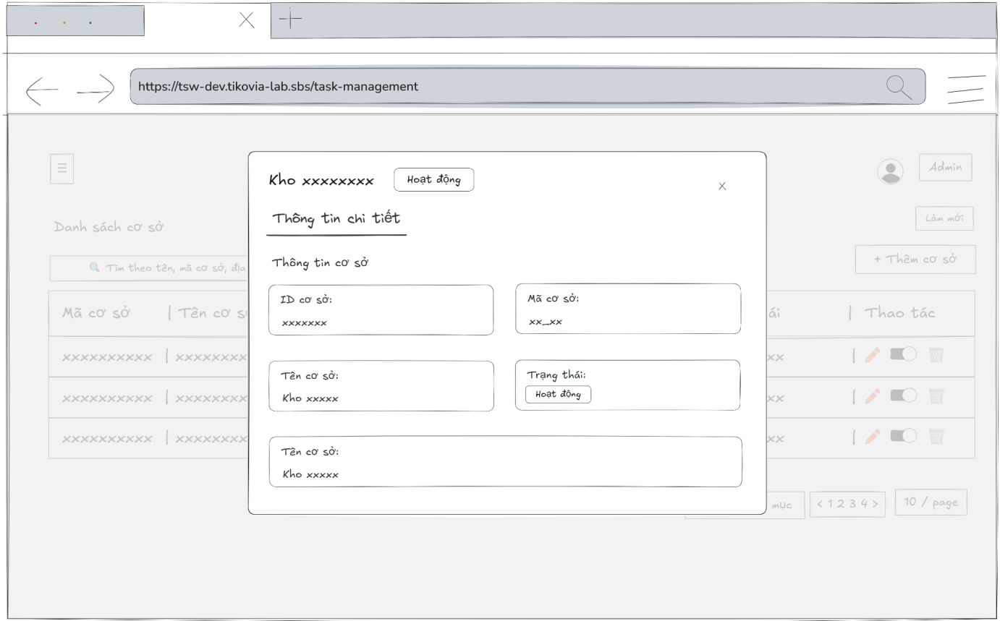 https://tsw-dev.tikovia-lab.sbs/task-management
Admin
Kho xxxxxxxx
Hoạt động
x
Thông tin chi tiết
Làm mới
Danh sách cơ sở
Thông tin cơ sở
+ Thêm cơ sở
Tìm theo tên, mã cơ sở, địa
ID cơ sở:
xxxxxxx
Mã cơ sở:
xx_xx
Mã cơ sở | Tên cơ s
ái | Thao tác
xxxxxxxxxx | xxxxxxxx
xx |
Tên cơ sở:
Kho xxxxx
Trạng thái:
Hoạt động
xxxxxxxxxx | xxxxxxxx
xx |
xxxxxxxxxx | xxxxxxxx
xx |
Tên cơ sở:
Kho xxxxx
mục
< 1 2 3 4 >
10 / page